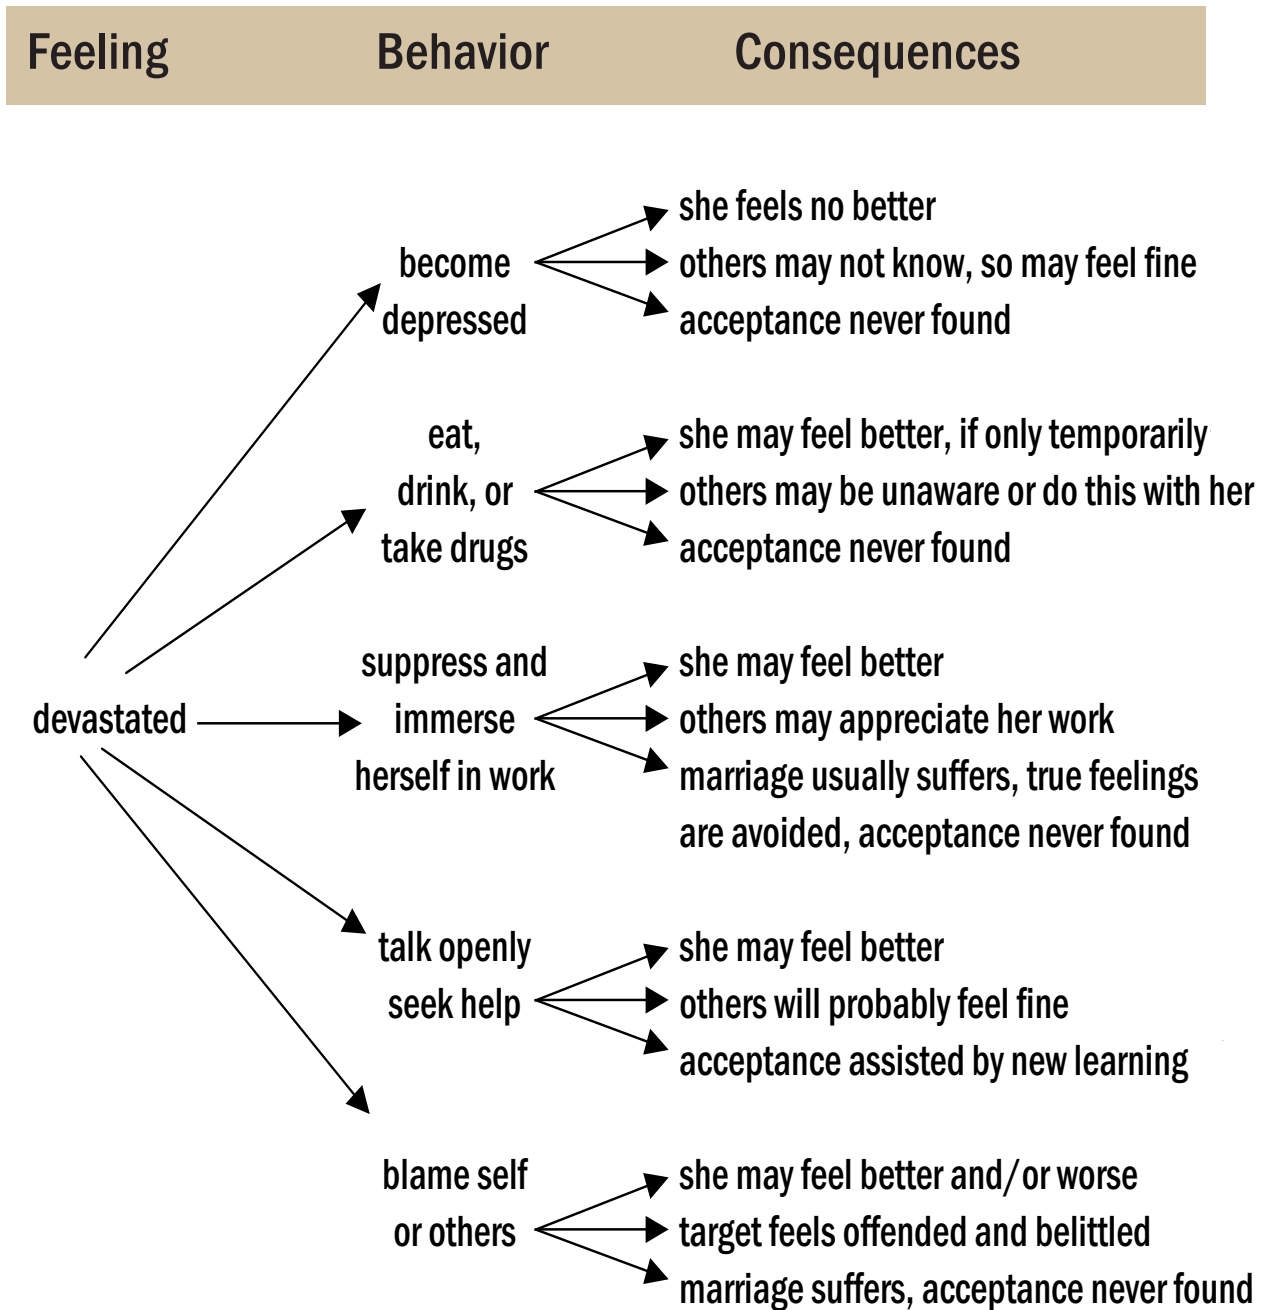 Feeling Behavior Consequences
become
depressed
she feels no better
others may not know, so may feel fine
acceptance never found
eat,
drink, or
take drugs
she may feel better, if only temporarily
others may be unaware or do this with her
acceptance never found
devastated
suppress and
immerse
herself in work
she may feel better
others may appreciate her work
marriage usually suffers, true feelings
are avoided, acceptance never found
talk openly
seek help
she may feel better
others will probably feel fine
acceptance assisted by new learning
blame self
or others
she may feel better and/or worse
target feels offended and belittled
marriage suffers, acceptance never found